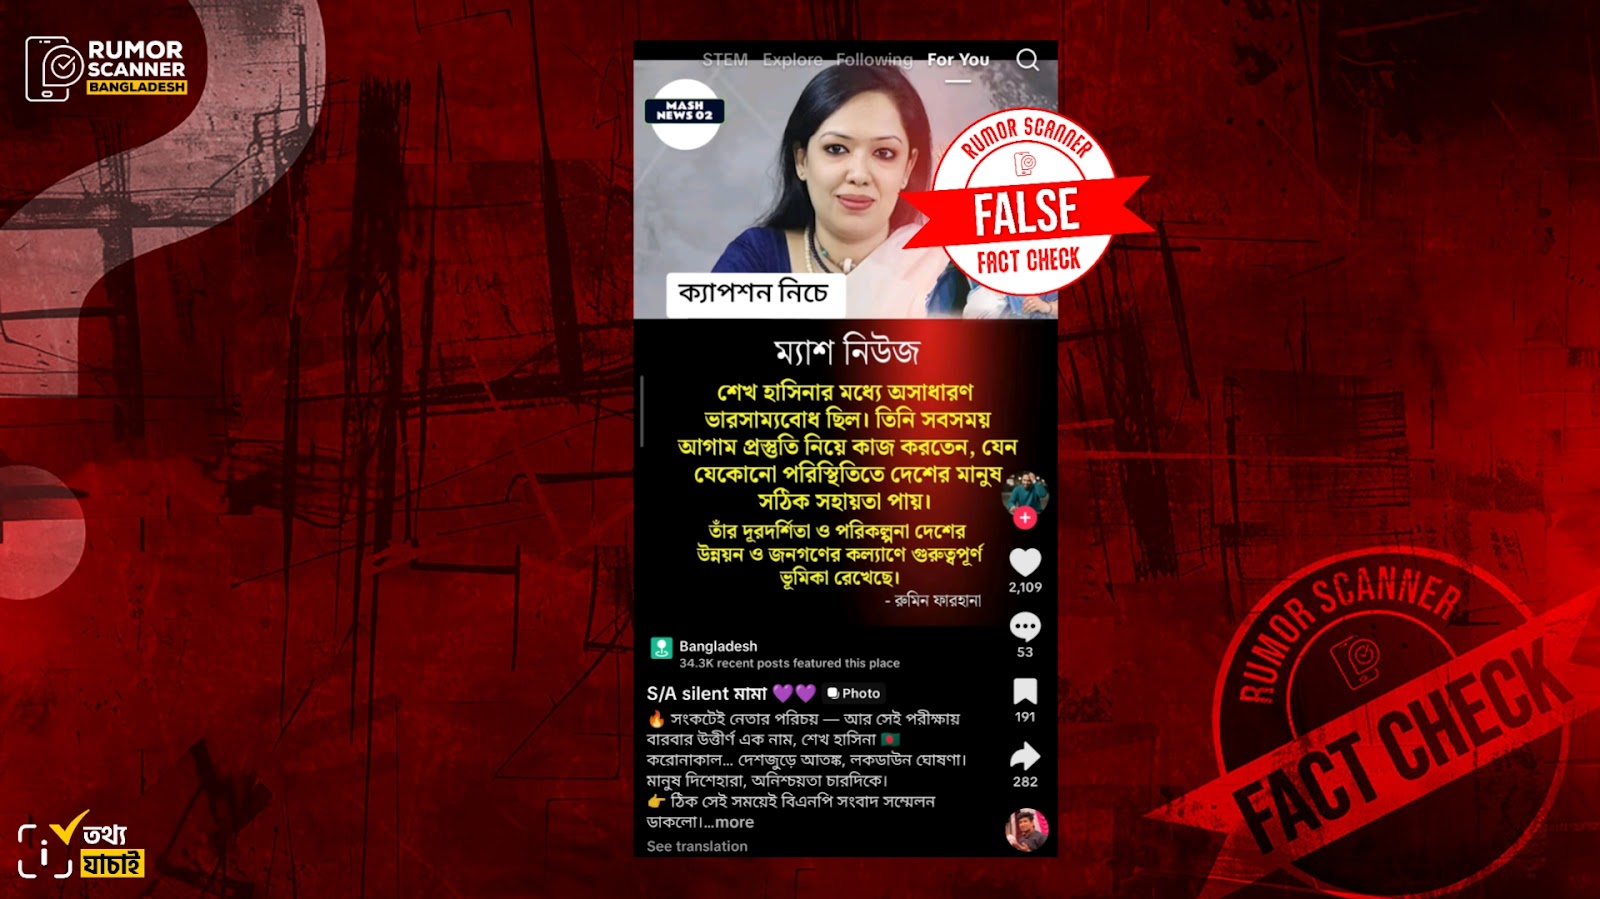 RUMOR
SCANNER
BANGLADESH
STEM Explore Following For You
MASH
NEWS 02
RUMOR SCANNER
FALSE
FACT CHECK
ক্যাপশন নিচে
ম্যাশ নিউজ
শেখ হাসিনার মধ্যে অসাধারণ
ভারসাম্যবোধ ছিল। তিনি সবসময়
আগাম প্রস্তুতি নিয়ে কাজ করতেন, যেন
যেকোনো পরিস্থিতিতে দেশের মানুষ
সঠিক সহায়তা পায়।
তাঁর দূরদর্শিতা ও পরিকল্পনা দেশের
উন্নয়ন ও জনগণের কল্যাণে গুরুত্বপূর্ণ
ভূমিকা রেখেছে।
- রুমিন ফারহানা
2,109
53
191
282
Bangladesh
34.3K recent posts featured this place
S/A silent মামা 💜💜 Photo
🔥 সংকটেই নেতার পরিচয় — আর সেই পরীক্ষায়
বারবার উত্তীর্ণ এক নাম, শেখ হাসিনা 🇧🇩
করোনাকাল... দেশজুড়ে আতঙ্ক, লকডাউন ঘোষণা।
মানুষ দিশেহারা, অনিশ্চয়তা চারদিকে।
👉 ঠিক সেই সময়েই বিএনপি সংবাদ সম্মেলন
ডাকলো।...more
See translation
তথ্য
যাচাই
RUMOR SCANNER
FACT CHECK